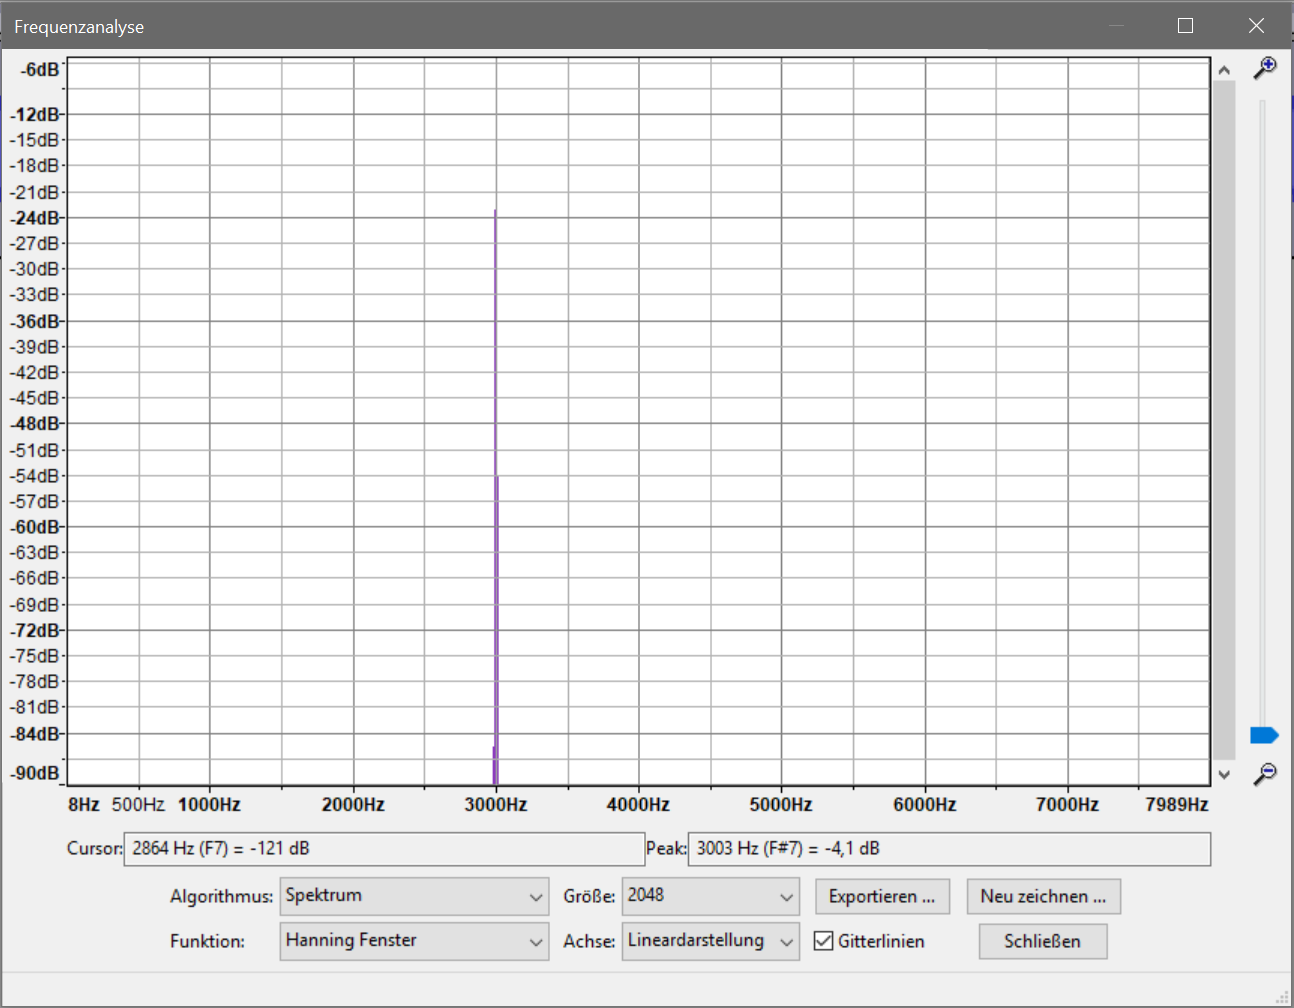 Frequenzanalyse
-6dB
-12dB
-15dB
-18dB
-21dB
-24dB
-27dB
-30dB
-33dB
-36dB
-39dB
-42dB
-45dB
-48dB
-51dB
-54dB
-57dB
-60dB
-63dB
-66dB
-69dB
-72dB
-75dB
-78dB
-81dB
-84dB
-90dB
8Hz 500Hz 1000Hz 2000Hz 3000Hz 4000Hz 5000Hz 6000Hz 7000Hz 7989Hz
Cursor: 2864 Hz (F7) = -121 dB Peak: 3003 Hz (F#7) = -4,1 dB
Algorithmus: Spektrum Größe: 2048 Exportieren ... Neu zeichnen ...
Funktion: Hanning Fenster Achse: Lineardarstellung Gitterlinien Schließen